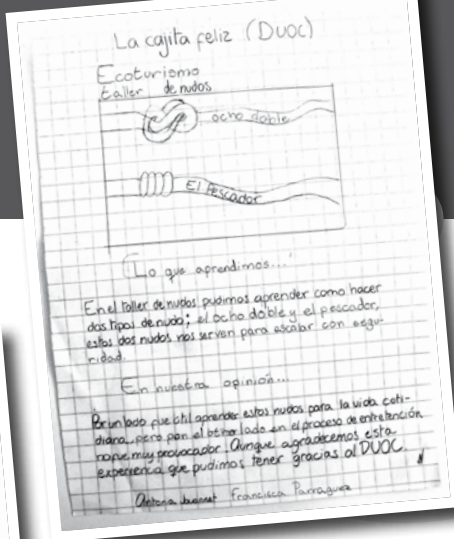 La cajita feliz (DUOC)
Ecoturismo
taller de nudos
ocho doble
El Pescador
Lo que aprendimos..."
En el taller de nudos pudimos aprender como hacer
dos tipos de nudo; el ocho doble y el pescador,
estos dos nudos nos serven para escalar con segu-
ridad.
En nuestra opinión...
Por un lado fue útil aprender estos nudos para la vida coti-
diana, pero por el otro lado en el proceso de entretención
no fue muy provocador. Aunque agradecemos esta
experiencia que pudimos tener gracias al DUOC.
Antonia Francisca Parraguez